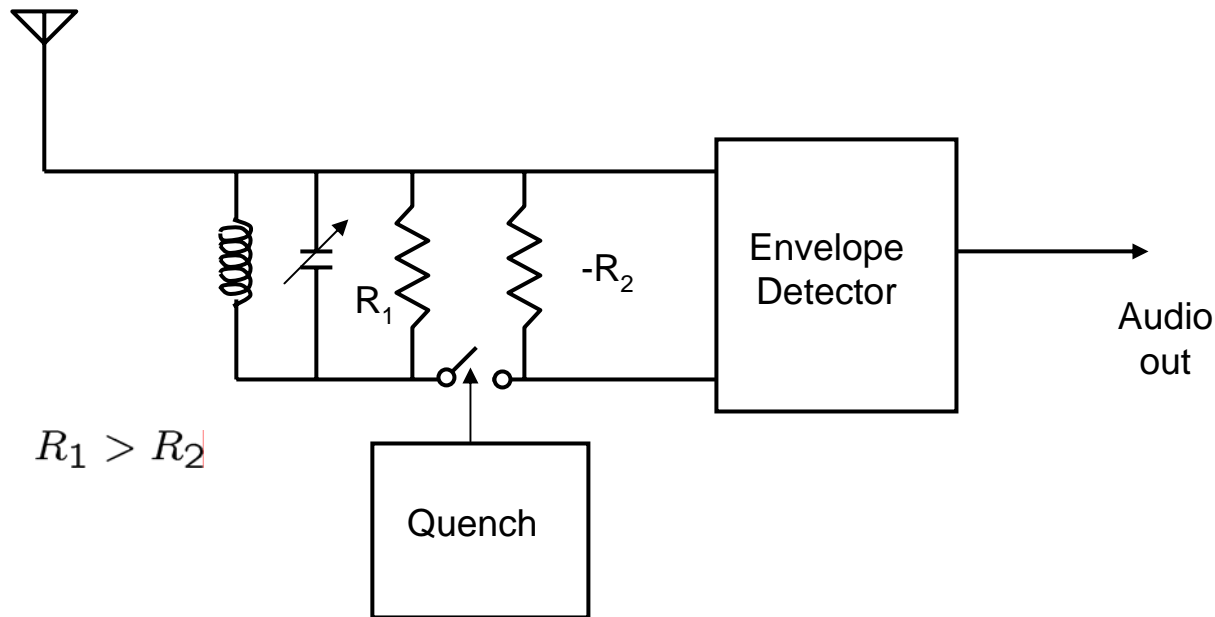 R₁
-R₂
Envelope
Detector
Audio
out
R₁ > R₂
Quench